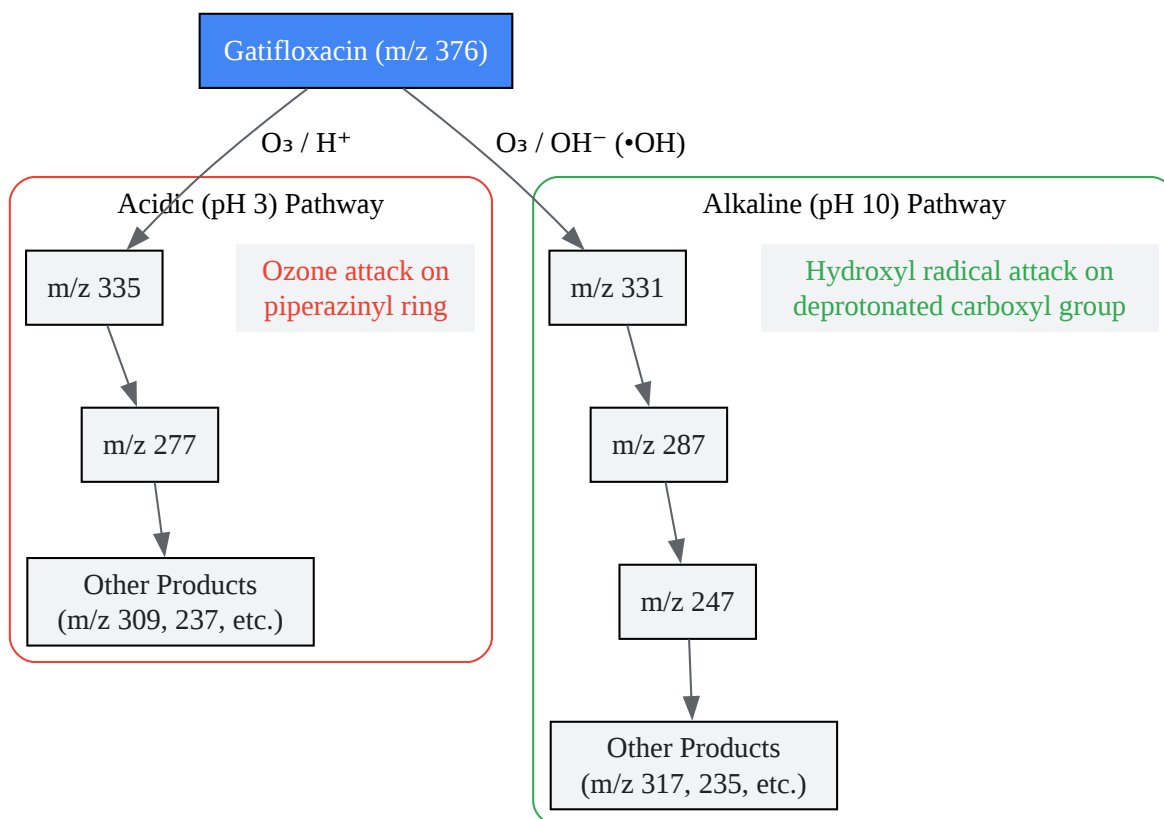 Gatifloxacin (m/z 376)
O₃ / H⁺
O₃ / OH⁻ (•OH)
Acidic (pH 3) Pathway
m/z 335
Ozone attack on
piperazinyl ring
m/z 277
Other Products
(m/z 309, 237, etc.)
Alkaline (pH 10) Pathway
m/z 331
Hydroxyl radical attack on
deprotonated carboxyl group
m/z 287
m/z 247
Other Products
(m/z 317, 235, etc.)